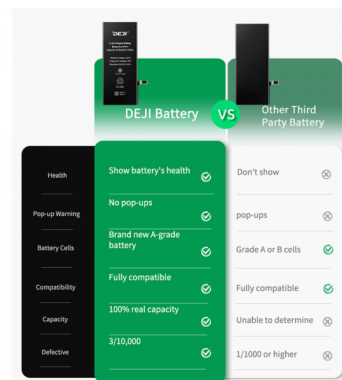 DEJI
DEJI Battery
VS
Other Third
Party Battery
Health
Show battery's health
Don't show
Pop-up Warning
No pop-ups
pop-ups
Battery Cells
Brand new A-grade
battery
Grade A or B cells
Compatibility
Fully compatible
Fully compatible
Capacity
100% real capacity
Unable to determine
Defective
3/10,000
1/1000 or higher